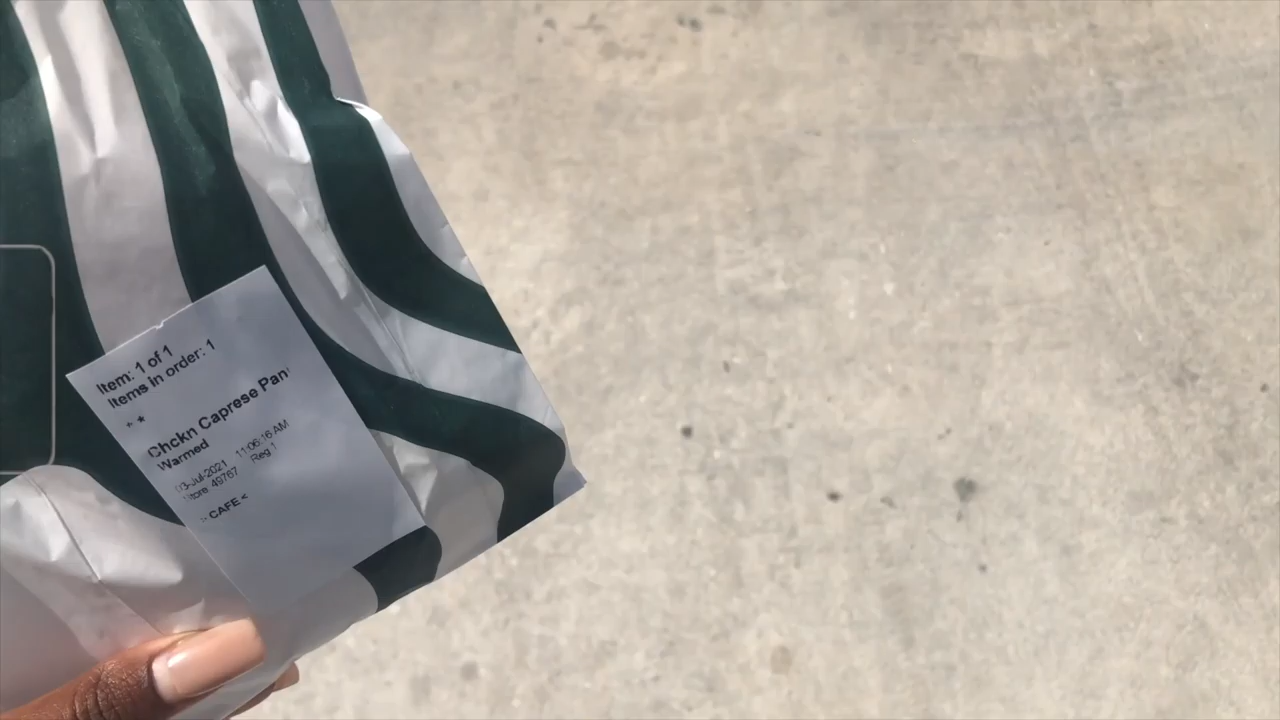 Item: 1 of 1
Items in order: 1
* *
Chckn Caprese Pan
Warmed
03-Jul-2021 11:06:16 AM
Store 49767 Reg 1
> CAFE <